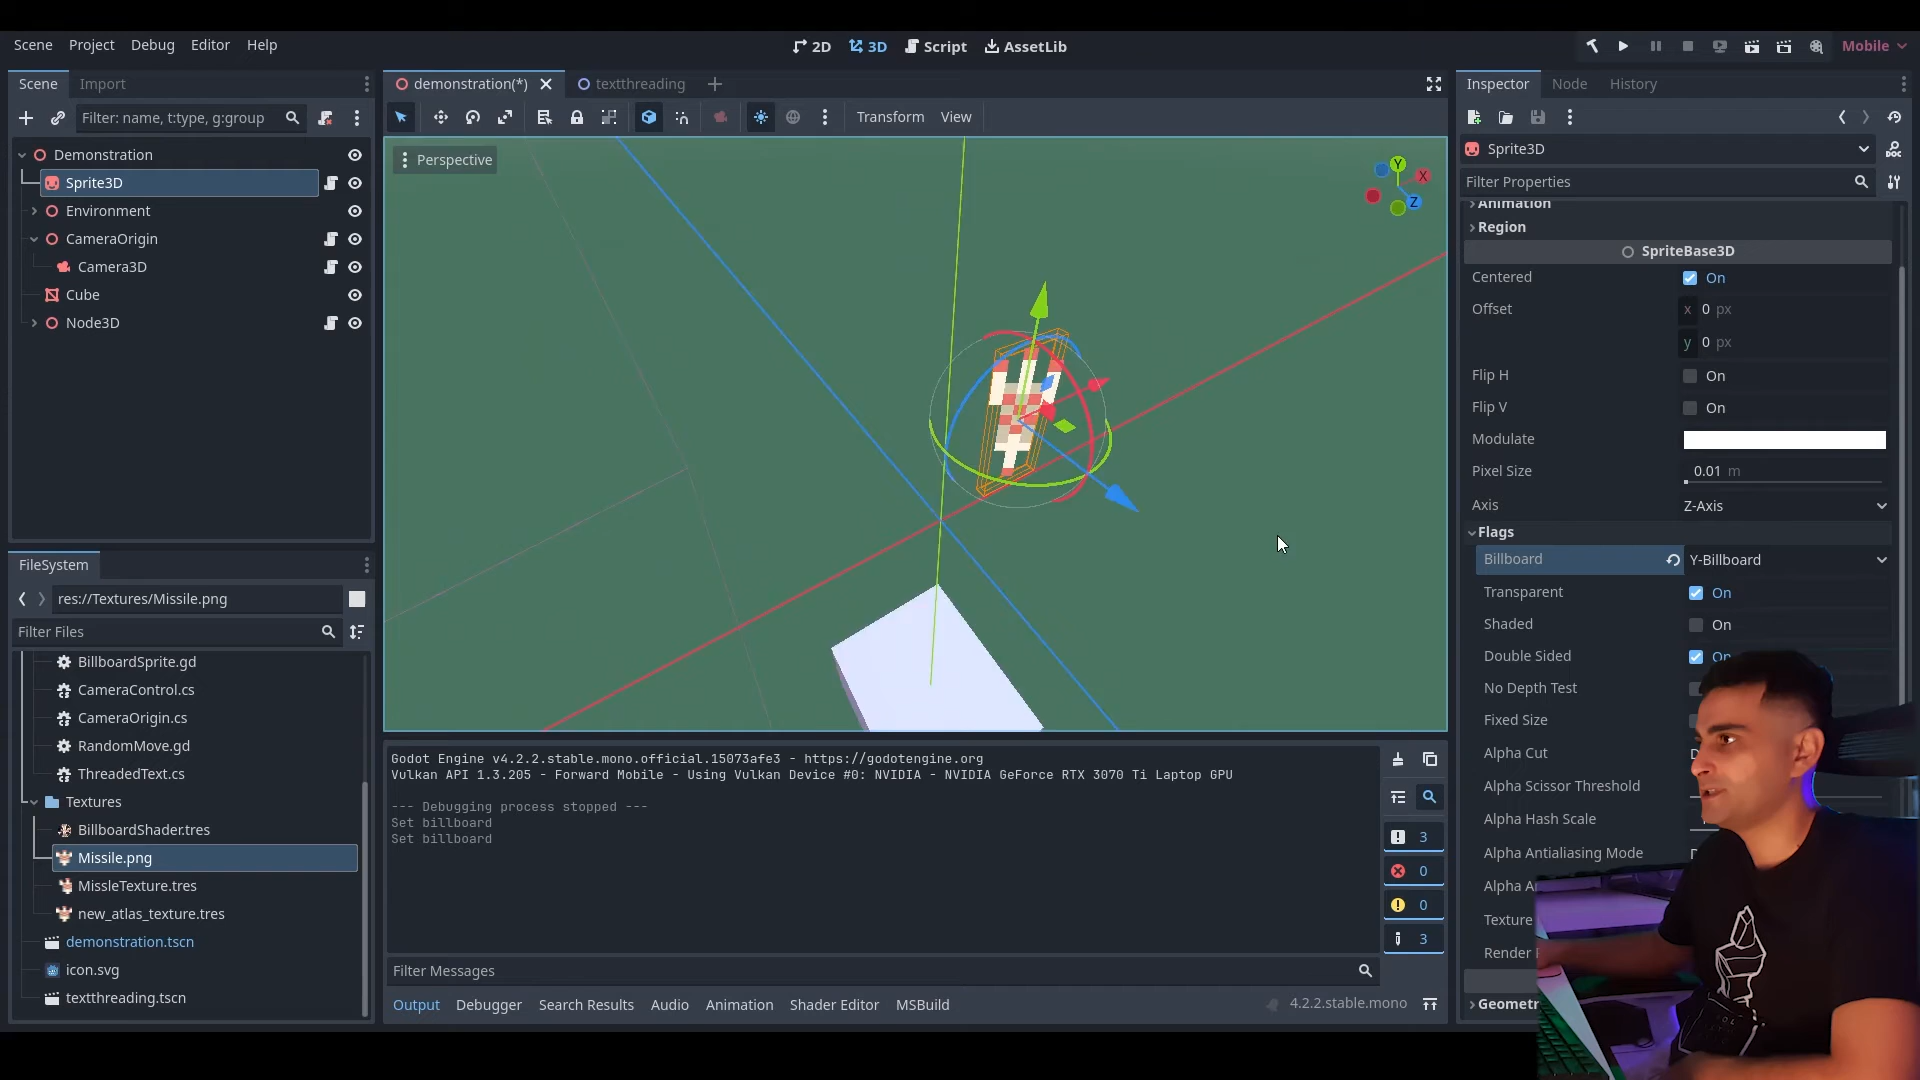 Scene Project Debug Editor Help
2D 3D Script AssetLib
Mobile
Scene Import
Filter: name, t:type, g:group
Demonstration
Sprite3D
Environment
CameraOrigin
Camera3D
Cube
Node3D
FileSystem
res://Textures/Missile.png
Filter Files
BillboardSprite.gd
CameraControl.cs
CameraOrigin.cs
RandomMove.gd
ThreadedText.cs
Textures
BillboardShader.tres
Missile.png
MissleTexture.tres
new_atlas_texture.tres
demonstration.tscn
icon.svg
textthreading.tscn
demonstration(*) textthreading
Transform View
Perspective
Y
X
Z
Godot Engine v4.2.2.stable.mono.official.15073afe3 - https://godotengine.org
Vulkan API 1.3.205 - Forward Mobile - Using Vulkan Device #0: NVIDIA - NVIDIA GeForce RTX 3070 Ti Laptop GPU
--- Debugging process stopped ---
Set billboard
Set billboard
3
0
0
3
Filter Messages
Output Debugger Search Results Audio Animation Shader Editor MSBuild
4.2.2.stable.mono
Inspector Node History
Sprite3D
DOC
Filter Properties
Animation
Region
SpriteBase3D
Centered On
Offset x 0 px
y 0 px
Flip H On
Flip V On
Modulate
Pixel Size 0.01 m
Axis Z-Axis
Flags
Billboard Y-Billboard
Transparent On
Shaded On
Double Sided On
No Depth Test
Fixed Size
Alpha Cut D
Alpha Scissor Threshold
Alpha Hash Scale
Alpha Antialiasing Mode
Alpha
Texture
Render
Geometr